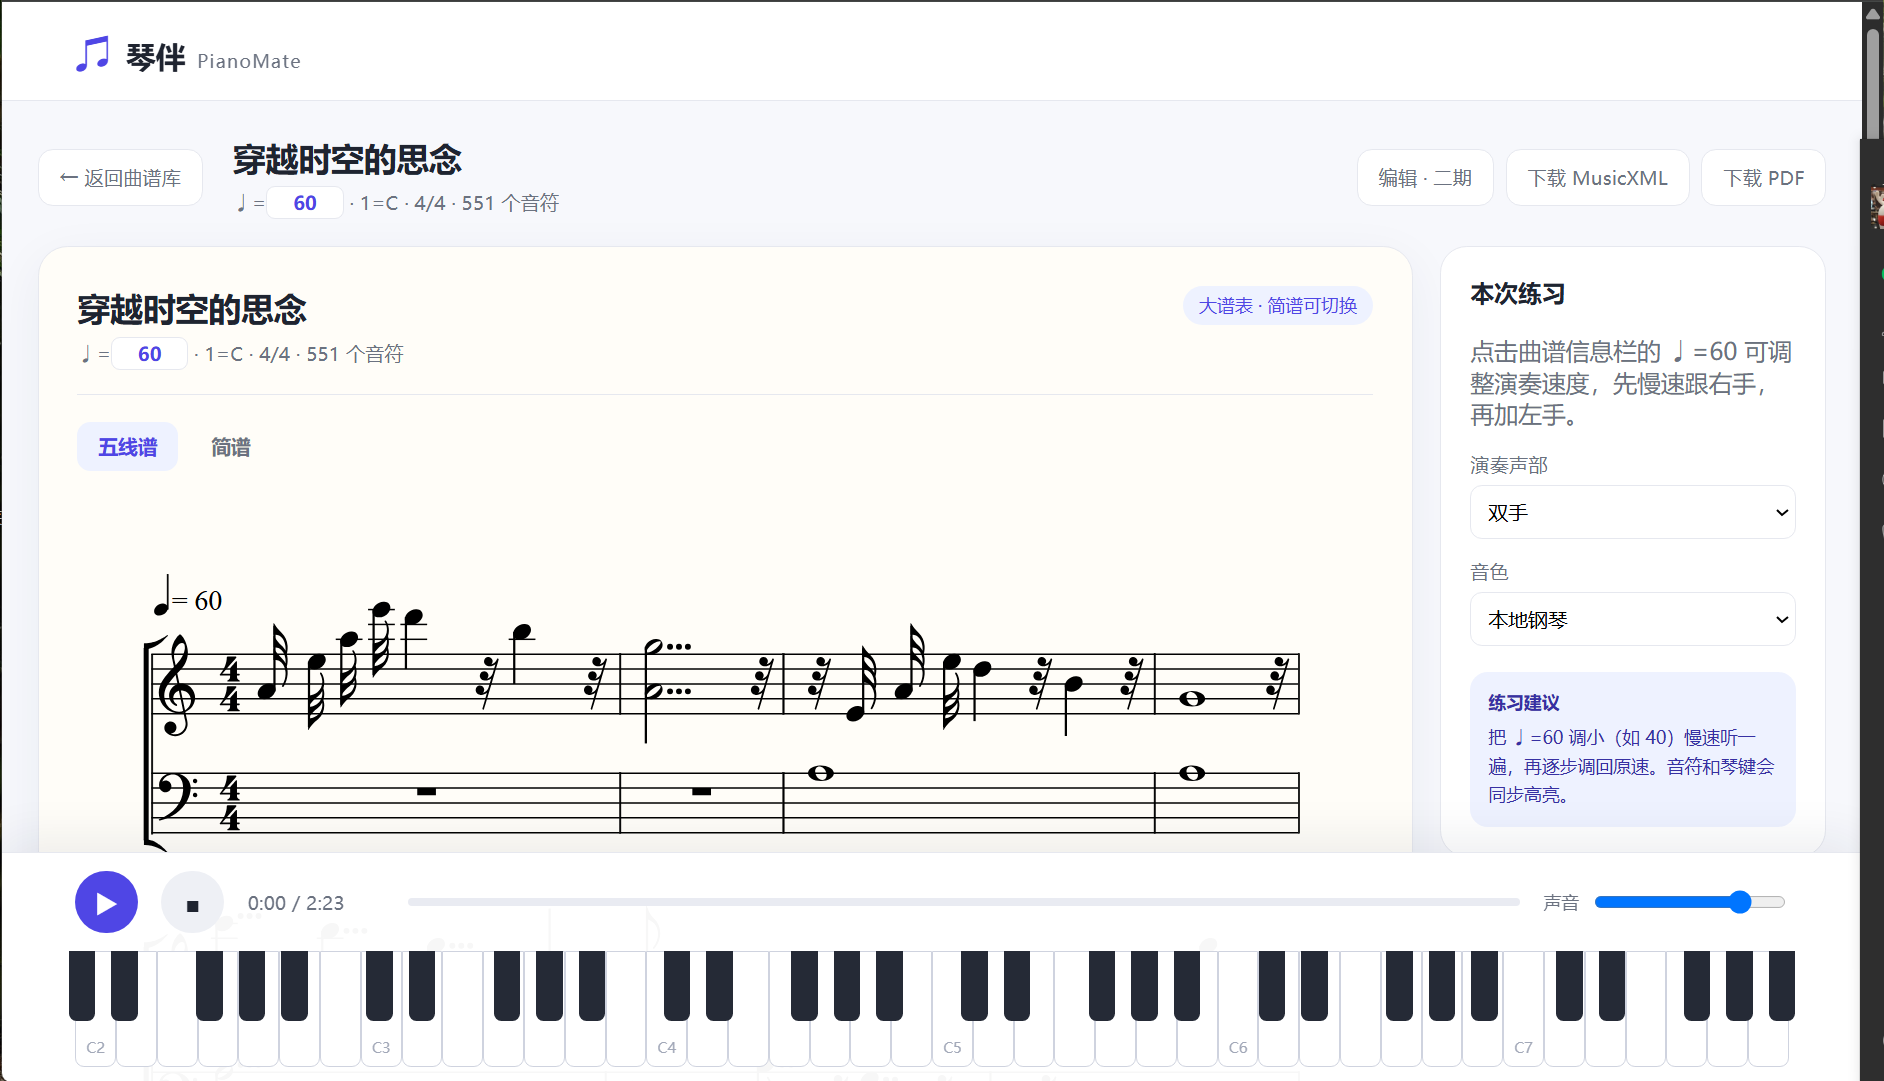 琴伴 PianoMate
← 返回曲谱库
穿越时空的思念
♩= 60 · 1=C · 4/4 · 551 个音符
编辑 · 二期
下载 MusicXML
下载 PDF
穿越时空的思念
♩= 60 · 1=C · 4/4 · 551 个音符
大谱表 · 简谱可切换
五线谱
简谱
♩= 60
4/4
4/4
本次练习
点击曲谱信息栏的 ♩=60 可调
整演奏速度，先慢速跟右手，
再加左手。
演奏声部
双手
音色
本地钢琴
练习建议
把 ♩=60 调小（如 40）慢速听一
遍，再逐步调回原速。音符和琴键会
同步高亮。
0:00 / 2:23
声音
C2
C3
C4
C5
C6
C7